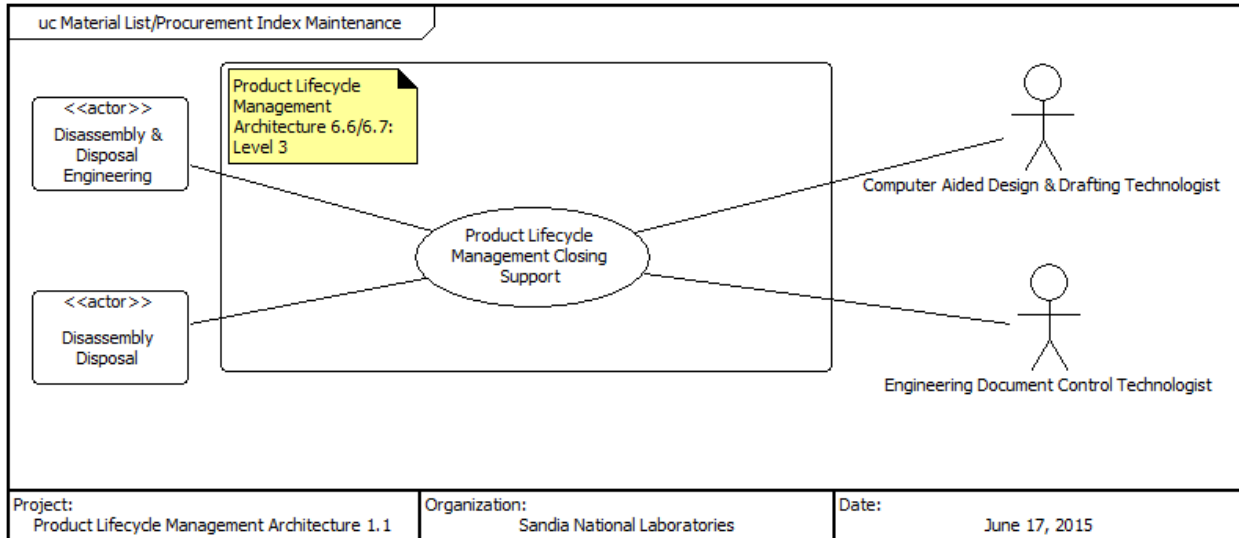 uc Material List/Procurement Index Maintenance
Product Lifecycle
Management
Architecture 6.6/6.7:
Level 3
<<actor>>
Disassembly &
Disposal
Engineering
Computer Aided Design & Drafting Technologist
Product Lifecycle
Management Closing
Support
<<actor>>
Disassembly
Disposal
Engineering Document Control Technologist
Project:
Product Lifecycle Management Architecture 1.1
Organization:
Sandia National Laboratories
Date:
June 17, 2015